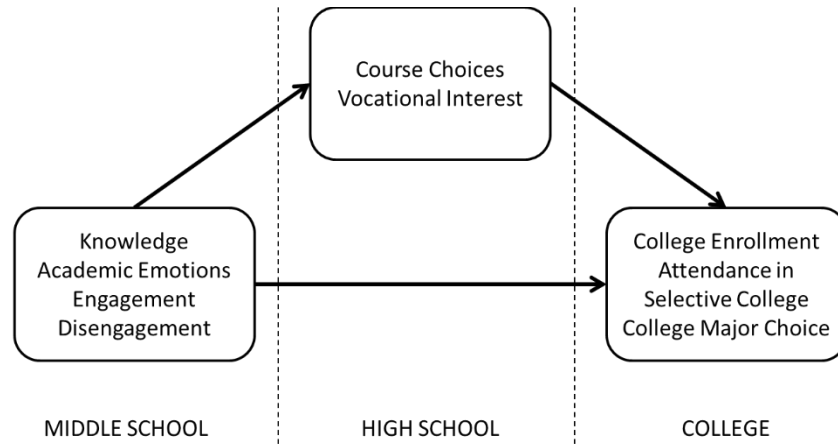 Course Choices
Vocational Interest
Knowledge
Academic Emotions
Engagement
Disengagement
College Enrollment
Attendance in
Selective College
College Major Choice
MIDDLE SCHOOL
HIGH SCHOOL
COLLEGE